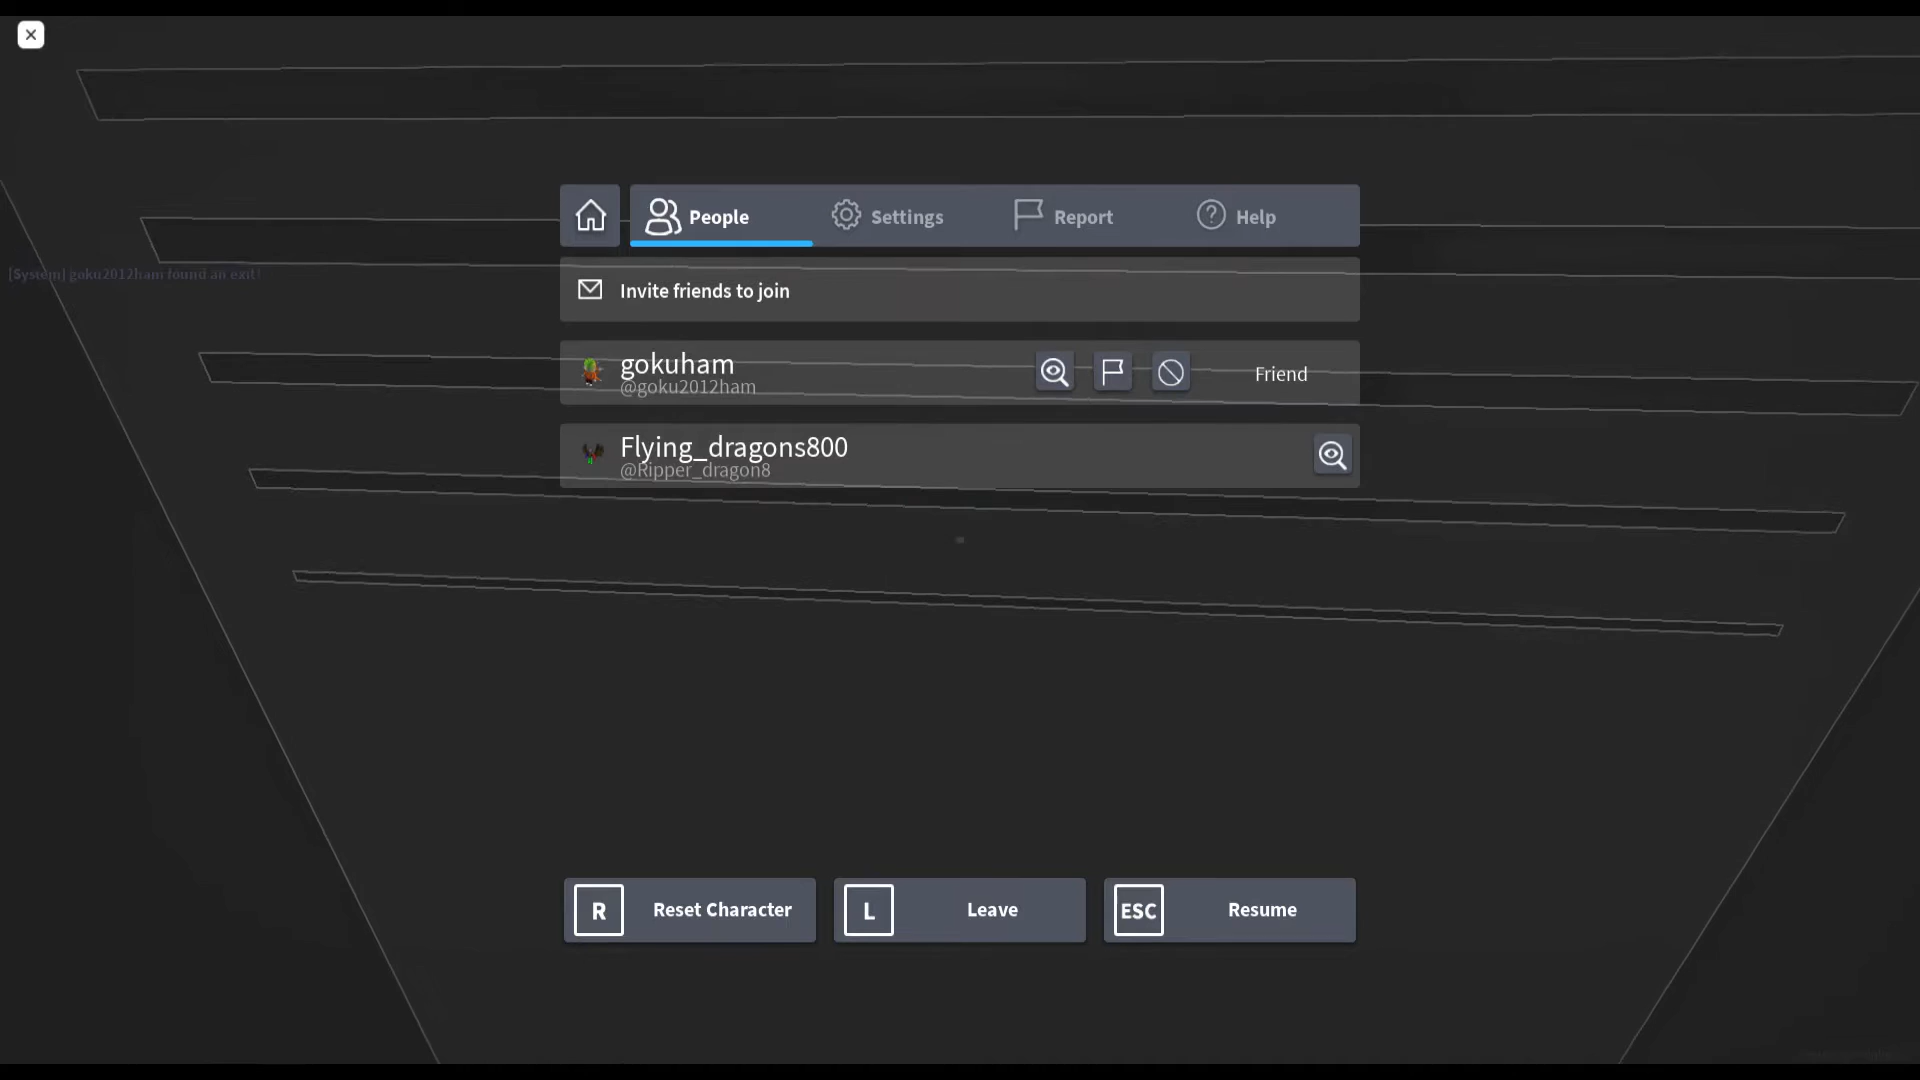 People
Settings
Report
Help
[System] goku2012ham found an exit!
Invite friends to join
gokuham
@goku2012ham
Friend
Flying_dragons800
@Ripper_dragon8
R
Reset Character
L
Leave
ESC
Resume